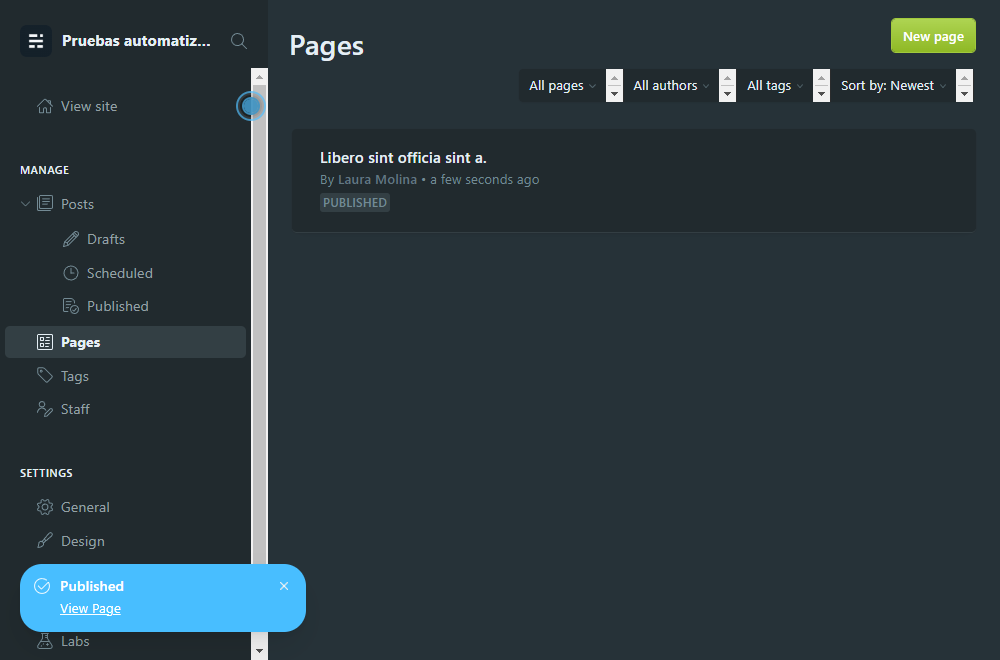 Pruebas automatiz...
View site
MANAGE
Posts
Drafts
Scheduled
Published
Pages
Tags
Staff
SETTINGS
General
Design
Labs
Published
View Page
Pages
New page
All pages
All authors
All tags
Sort by: Newest
Libero sint officia sint a.
By Laura Molina • a few seconds ago
PUBLISHED